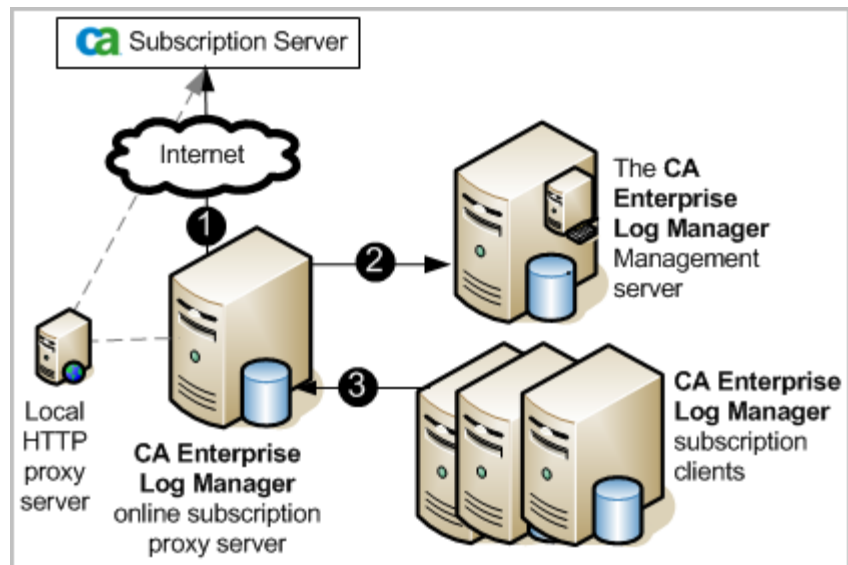 ca Subscription Server
Internet
1
2
3
The CA
Enterprise
Log Manager
Management
server
Local
HTTP
proxy
server
CA Enterprise
Log Manager
online subscription
proxy server
CA Enterprise
Log Manager
subscription
clients